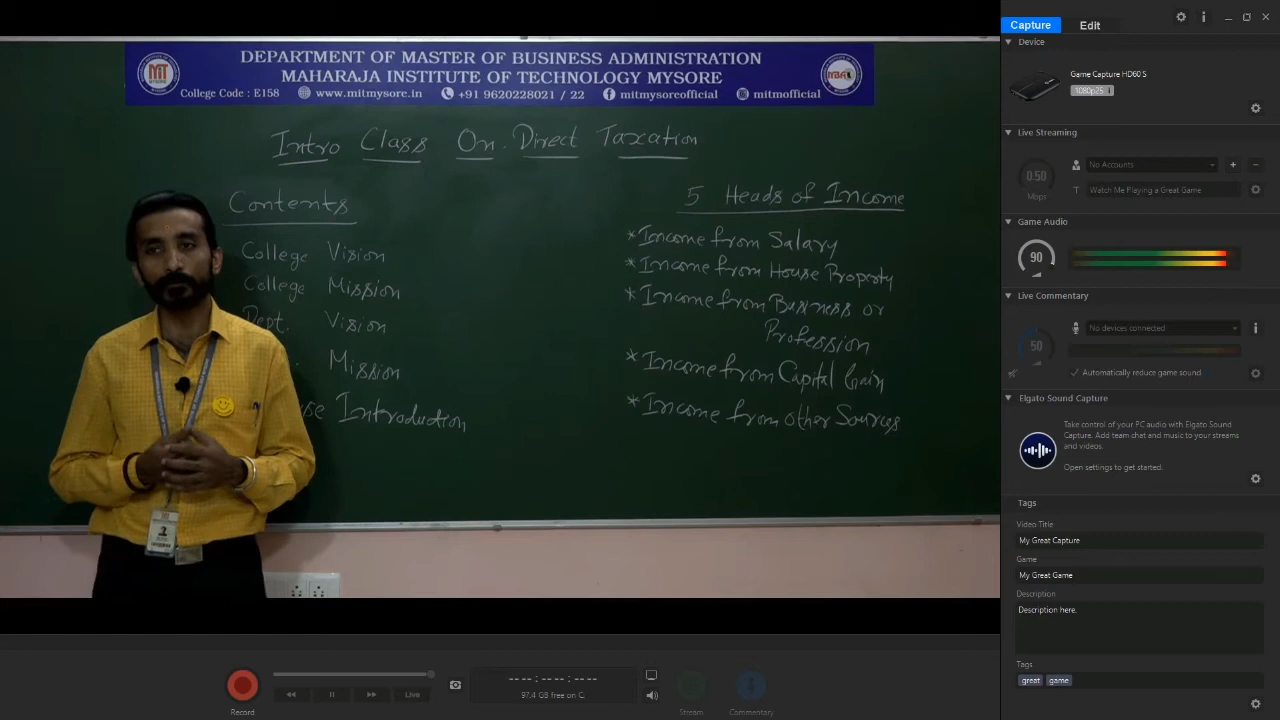 Capture
Edit
Device
Game Capture HD60 S
1080p25
Live Streaming
0.50
Mbps
No Accounts
Watch Me Playing a Great Game
Game Audio
90
Live Commentary
50
No devices connected
Automatically reduce game sound
Elgato Sound Capture
Take control of your PC audio with Elgato Sound
Capture. Add team chat and music to your streams
and videos.
Open settings to get started.
Tags
Video Title
My Great Capture
Game
My Great Game
Description
Description here.
Tags
great game
DEPARTMENT OF MASTER OF BUSINESS ADMINISTRATION
MAHARAJA INSTITUTE OF TECHNOLOGY MYSORE
College Code : E158 www.mitmysore.in +91 9620228021 / 22 mitmysoreofficial mitmofficial
MIT
MYSORE
MBA
Intro Class On Direct Taxation
Contents
College Vision
College Mission
Dept. Vision
Mission
Introduction
5 Heads of Income
*Income from Salary
*Income from House Property
*Income from Business or
Profession
*Income from Capital Gain
*Income from other Sources
Record
Live
--:--:--
97.4 GB free on C.
Stream
Commentary